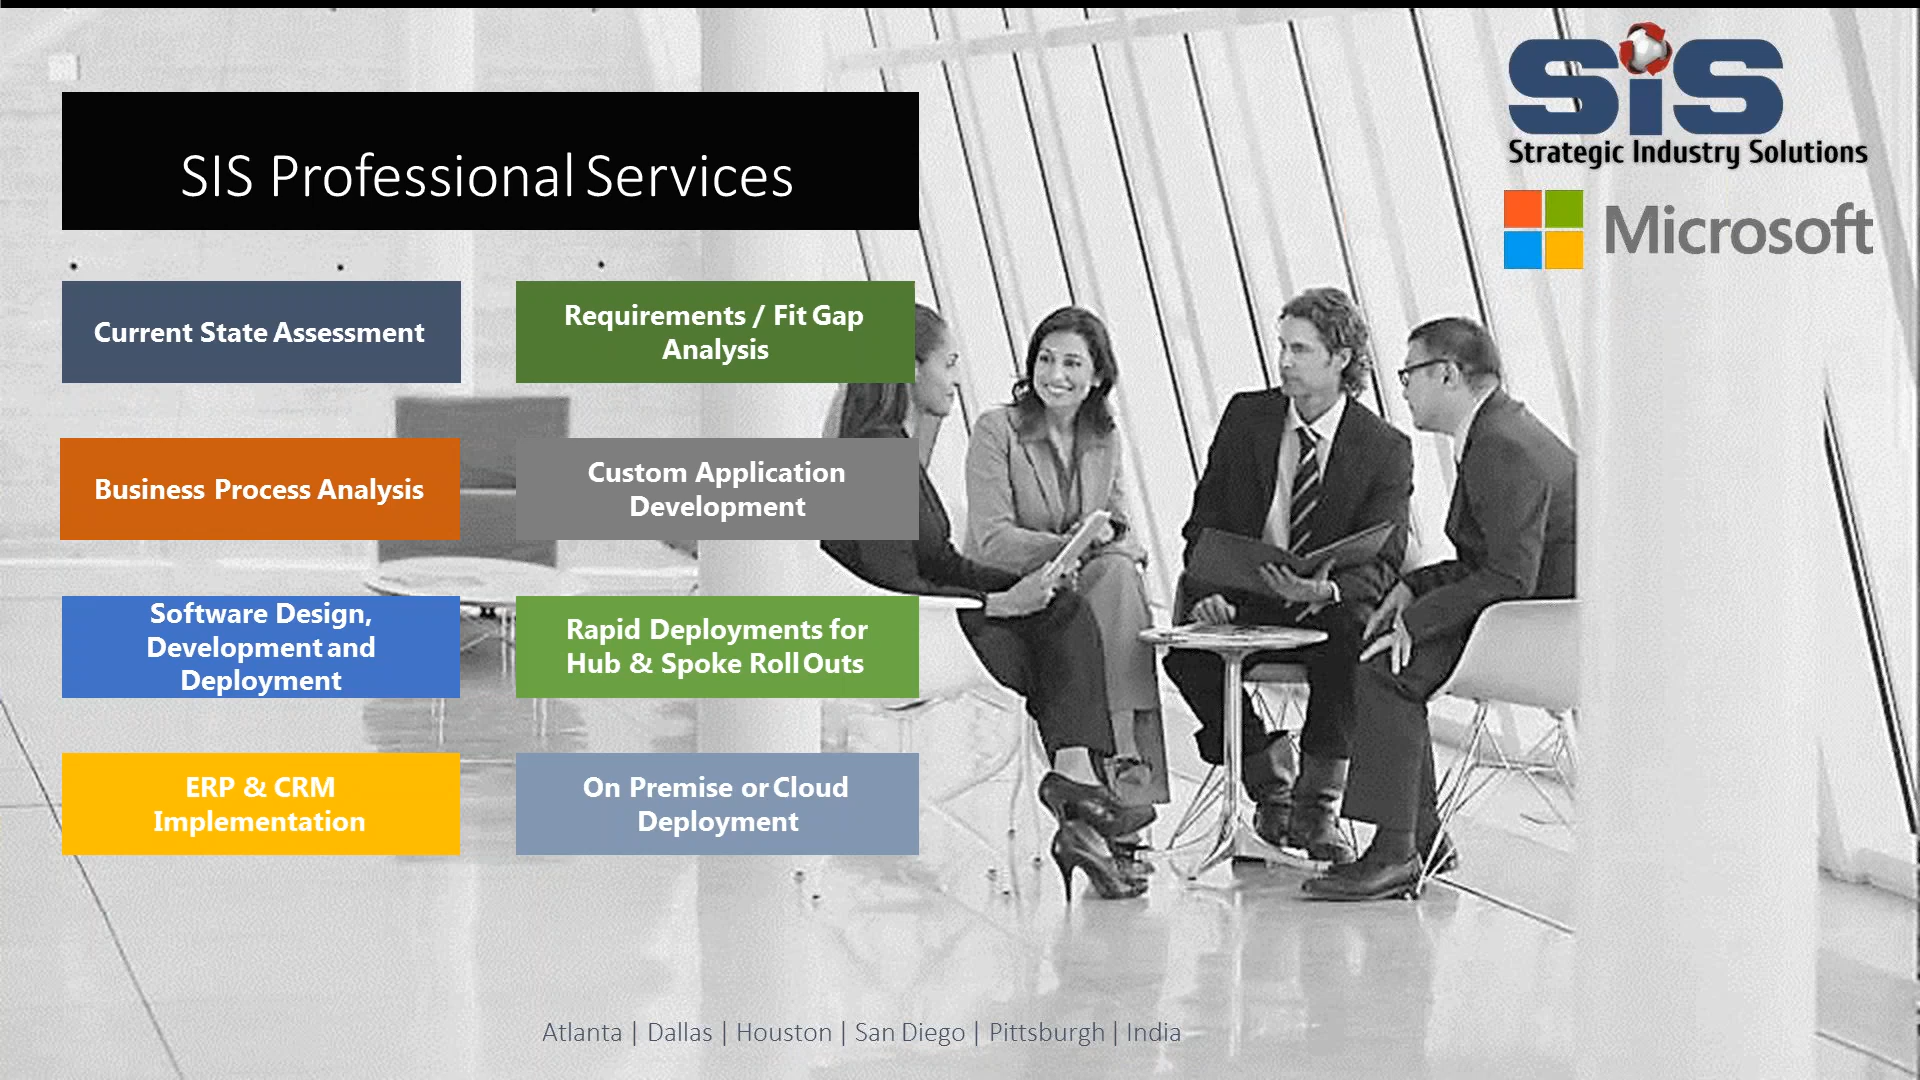 SIS Professional Services
SiS
Strategic Industry Solutions
Microsoft
Current State Assessment
Requirements / Fit Gap
Analysis
Business Process Analysis
Custom Application
Development
Software Design,
Development and
Deployment
Rapid Deployments for
Hub & Spoke Roll Outs
ERP & CRM
Implementation
On Premise or Cloud
Deployment
Atlanta | Dallas | Houston | San Diego | Pittsburgh | India